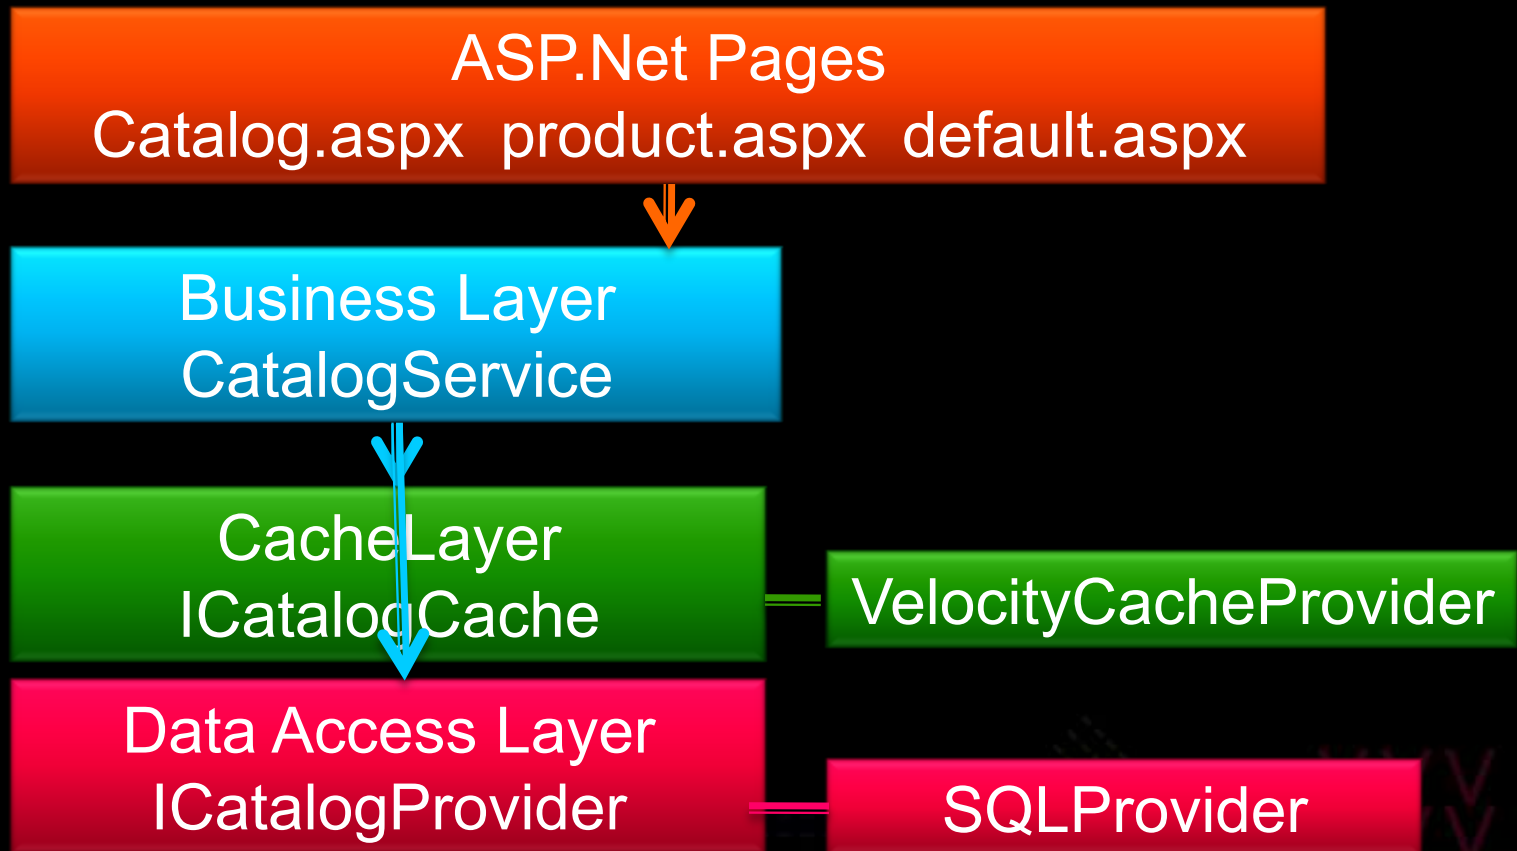 ASP.Net Pages
Catalog.aspx product.aspx default.aspx
Business Layer
CatalogService
CacheLayer
ICatalogCache
VelocityCacheProvider
Data Access Layer
ICatalogProvider
SQLProvider